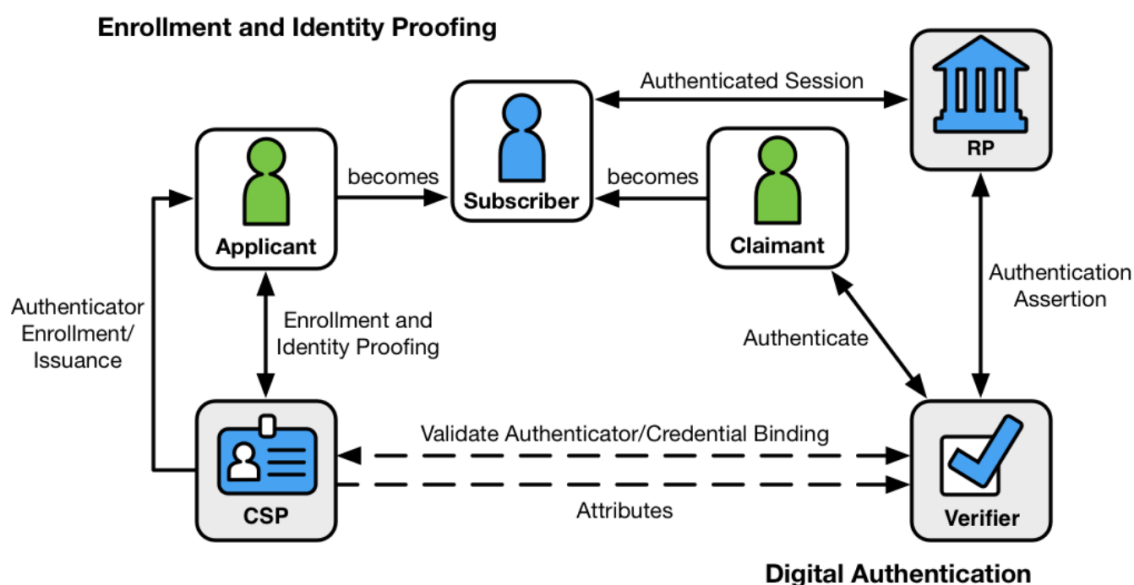 Enrollment and Identity Proofing
Authenticated Session
RP
becomes
Subscriber
becomes
Applicant
Claimant
Authenticator
Enrollment/
Issuance
Enrollment and
Identity Proofing
Authenticate
Authentication
Assertion
Validate Authenticator/Credential Binding
CSP
Attributes
Verifier
Digital Authentication